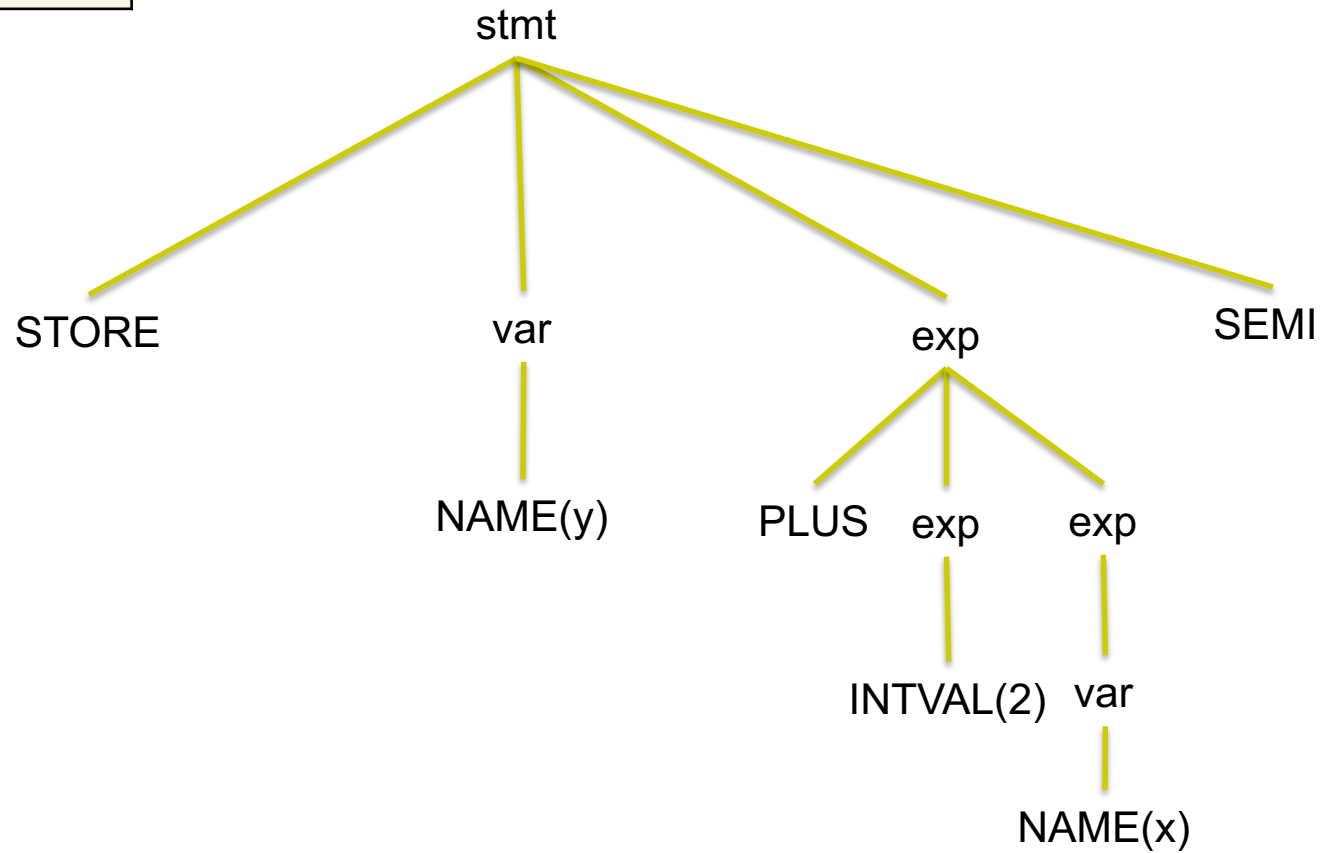 stmt
STORE var exp SEMI
NAME(y) PLUS exp exp
INTVAL(2) var
NAME(x)